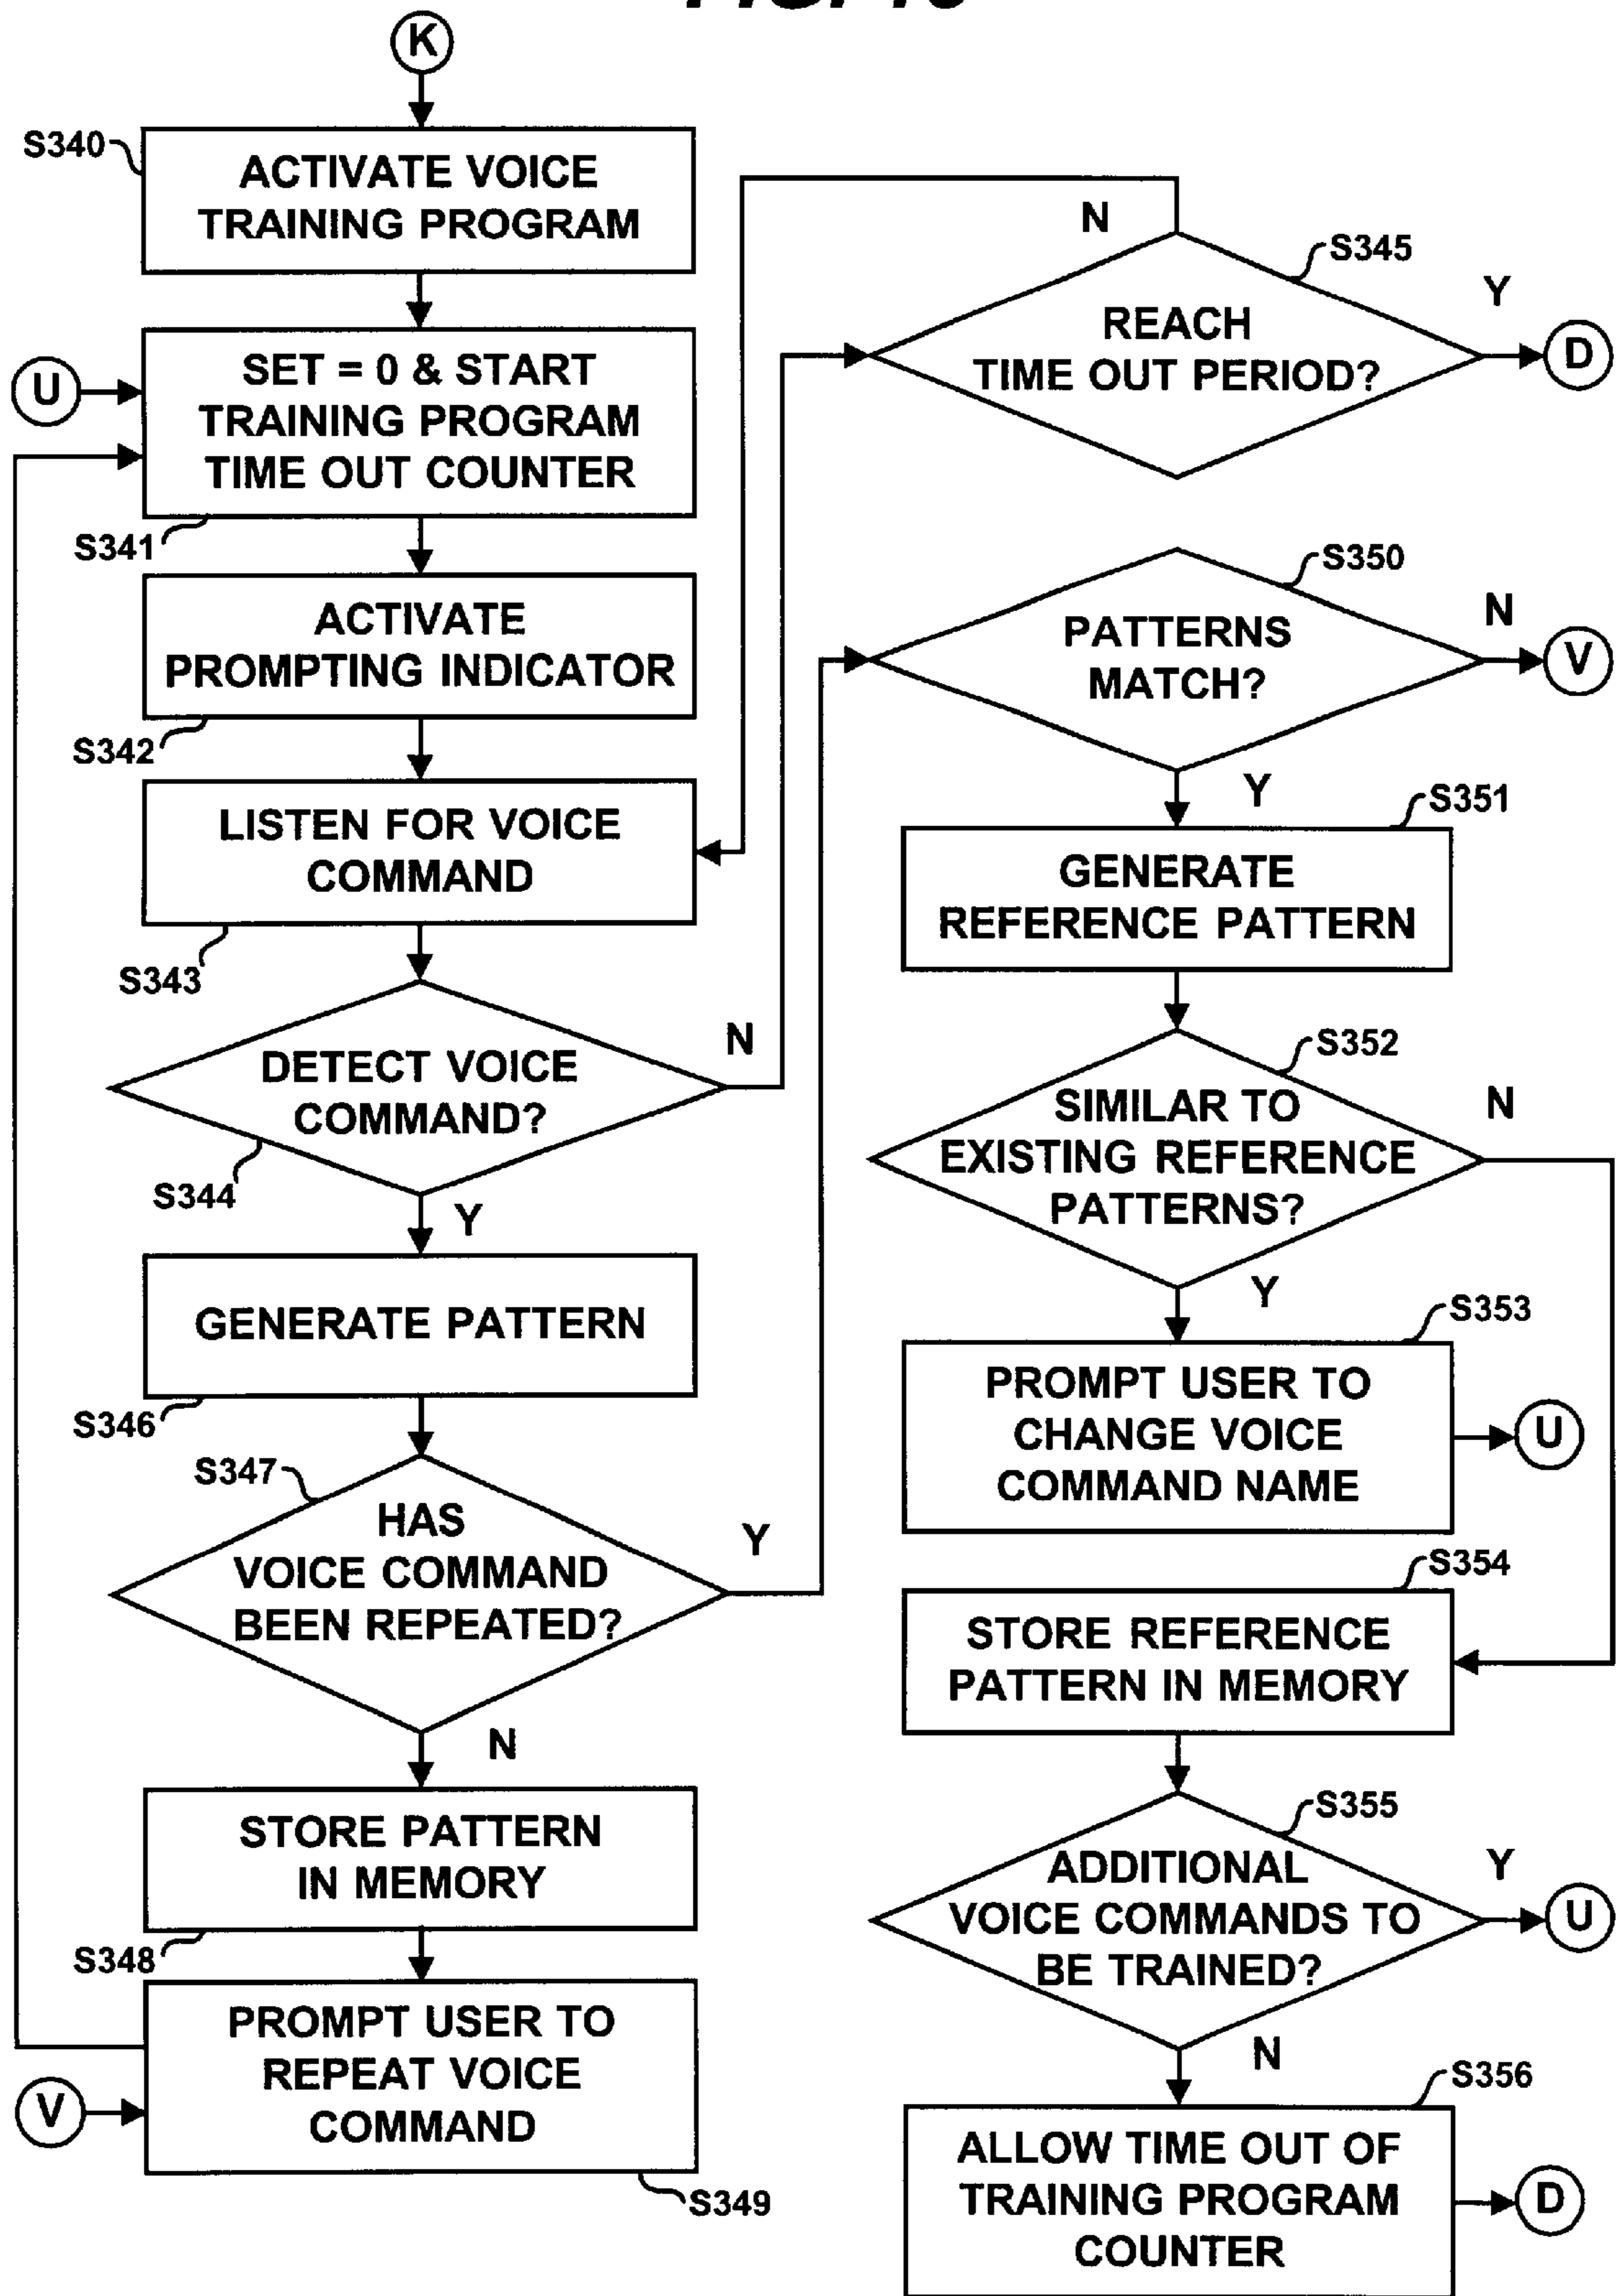 K
S340
ACTIVATE VOICE
TRAINING PROGRAM
U
SET = 0 & START
TRAINING PROGRAM
TIME OUT COUNTER
S341
ACTIVATE
PROMPTING INDICATOR
S342
LISTEN FOR VOICE
COMMAND
S343
DETECT VOICE
COMMAND?
N
S344
Y
GENERATE PATTERN
S346
S347
HAS
VOICE COMMAND
BEEN REPEATED?
Y
N
STORE PATTERN
IN MEMORY
S348
PROMPT USER TO
REPEAT VOICE
COMMAND
V
S349
N
S345
REACH
TIME OUT PERIOD?
Y
D
S350
PATTERNS
MATCH?
N
V
Y
S351
GENERATE
REFERENCE PATTERN
S352
SIMILAR TO
EXISTING REFERENCE
PATTERNS?
N
Y
S353
PROMPT USER TO
CHANGE VOICE
COMMAND NAME
U
S354
STORE REFERENCE
PATTERN IN MEMORY
S355
ADDITIONAL
VOICE COMMANDS TO
BE TRAINED?
Y
U
N
S356
ALLOW TIME OUT OF
TRAINING PROGRAM
COUNTER
D